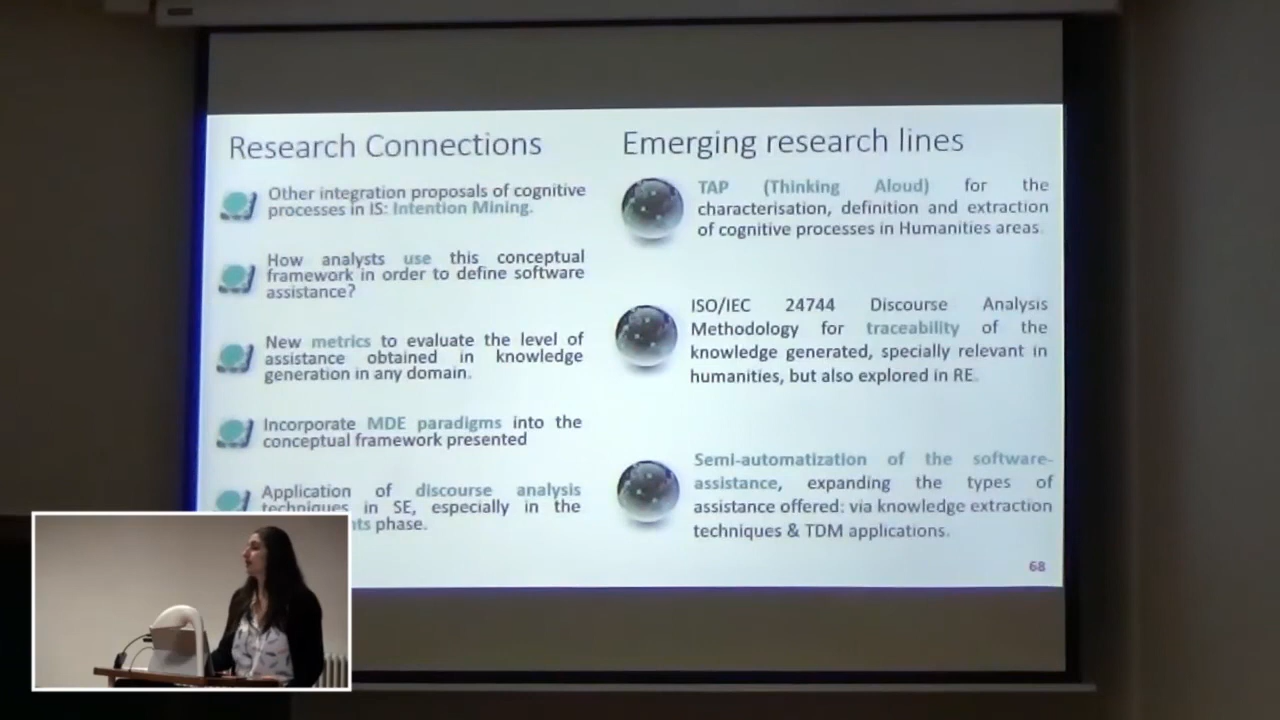 Research Connections
Other integration proposals of cognitive
processes in IS: Intention Mining.
How analysts use this conceptual
framework in order to define software
assistance?
New metrics to evaluate the level of
assistance obtained in knowledge
generation in any domain.
Incorporate MDE paradigms into the
conceptual framework presented
Application of discourse analysis
techniques in SE, especially in the
phase.
Emerging research lines
TAP (Thinking Aloud) for the
characterisation, definition and extraction
of cognitive processes in Humanities areas.
ISO/IEC 24744 Discourse Analysis
Methodology for traceability of the
knowledge generated, specially relevant in
humanities, but also explored in RE.
Semi-automatization of the software-
assistance, expanding the types of
assistance offered: via knowledge extraction
techniques & TDM applications.
68